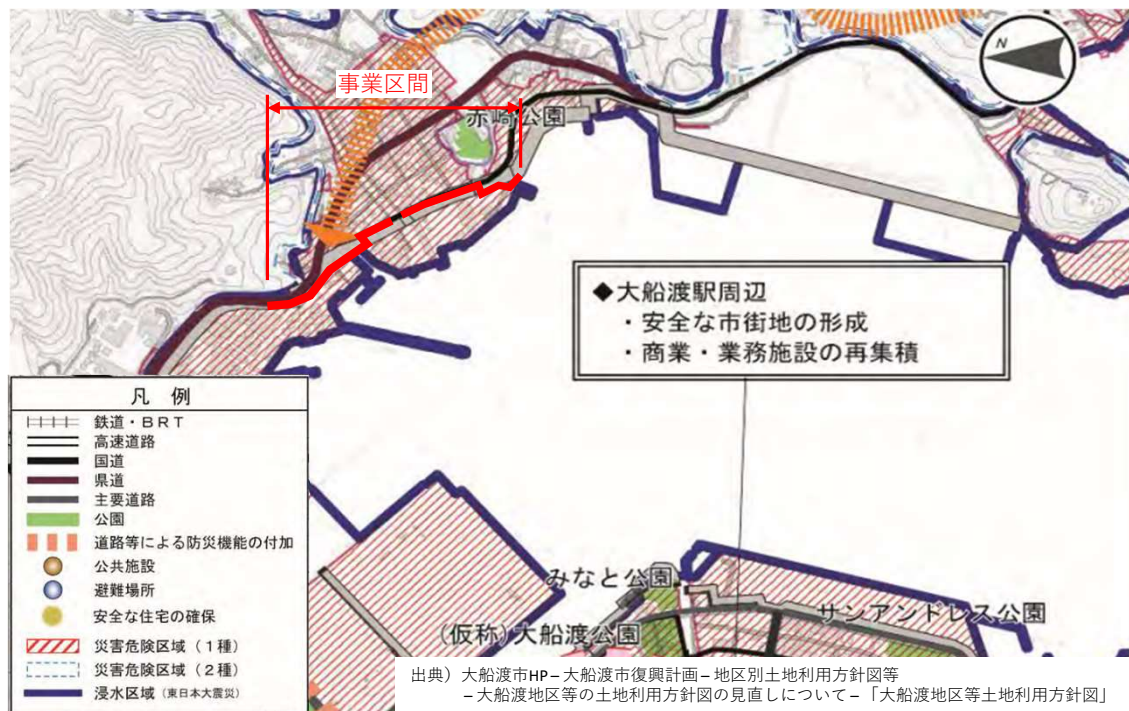 N
事業区間
赤崎公園
◆大船渡駅周辺
・安全な市街地の形成
・商業・業務施設の再集積
凡 例
鉄道・BRT
高速道路
国道
県道
主要道路
公園
道路等による防災機能の付加
公共施設
避難場所
安全な住宅の確保
災害危険区域(1種)
災害危険区域(2種)
浸水区域(東日本大震災)
みなと公園
(仮称)大船渡公園
サンアンドレス公園
出典)大船渡市HP–大船渡市復興計画–地区別土地利用方針図等
–大船渡地区等の土地利用方針図の見直しについて–「大船渡地区等土地利用方針図」